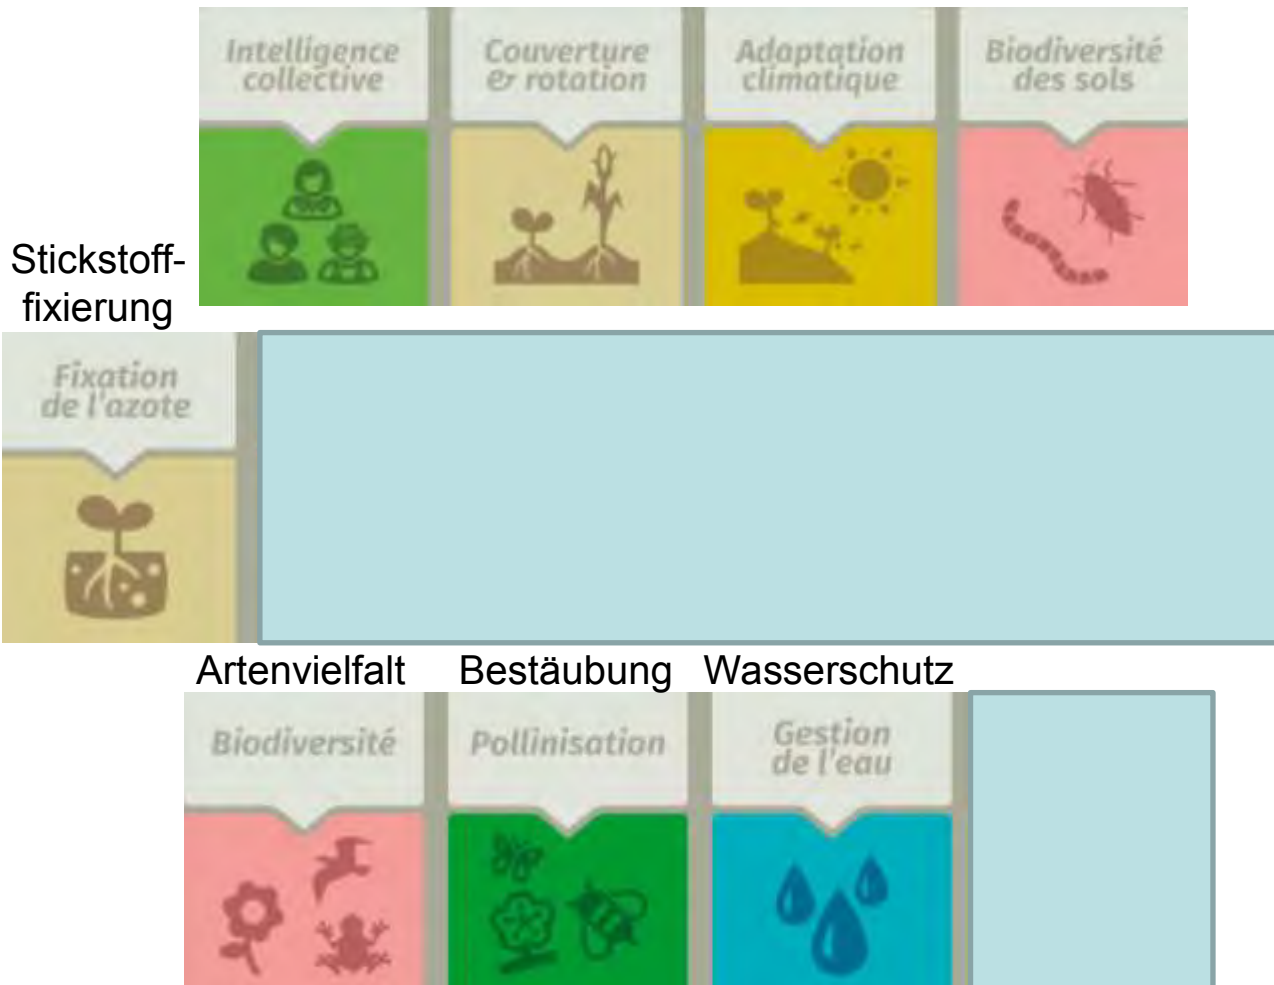 Intelligence
collective
Couverture
& rotation
Adaptation
climatique
Biodiversité
des sols
Stickstoff-
fixierung
Fixation
de l'azote
Artenvielfalt
Bestäubung
Wasserschutz
Biodiversité
Pollinisation
Gestion
de l'eau